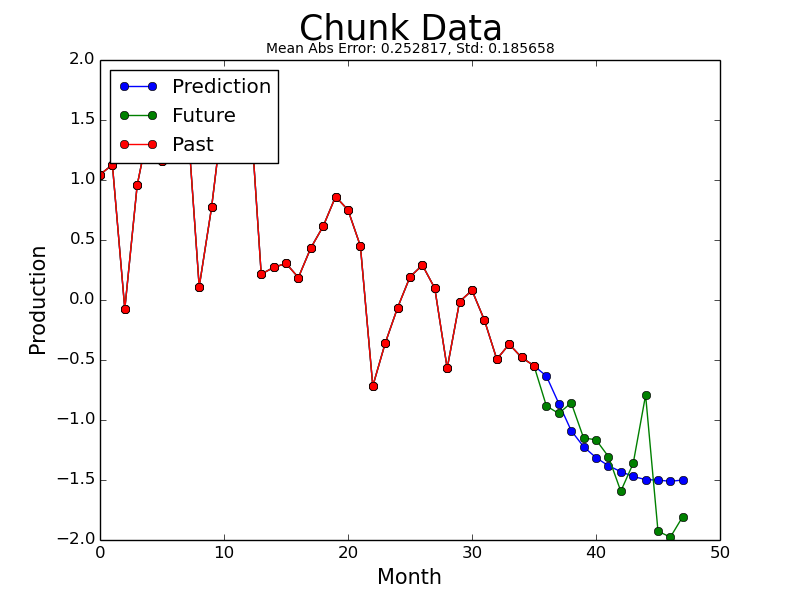 Chunk Data
Mean Abs Error: 0.252817, Std: 0.185658
Prediction
Future
Past
2.0
1.5
1.0
0.5
0.0
−0.5
−1.0
−1.5
−2.0
Production
0 10 20 30 40 50
Month